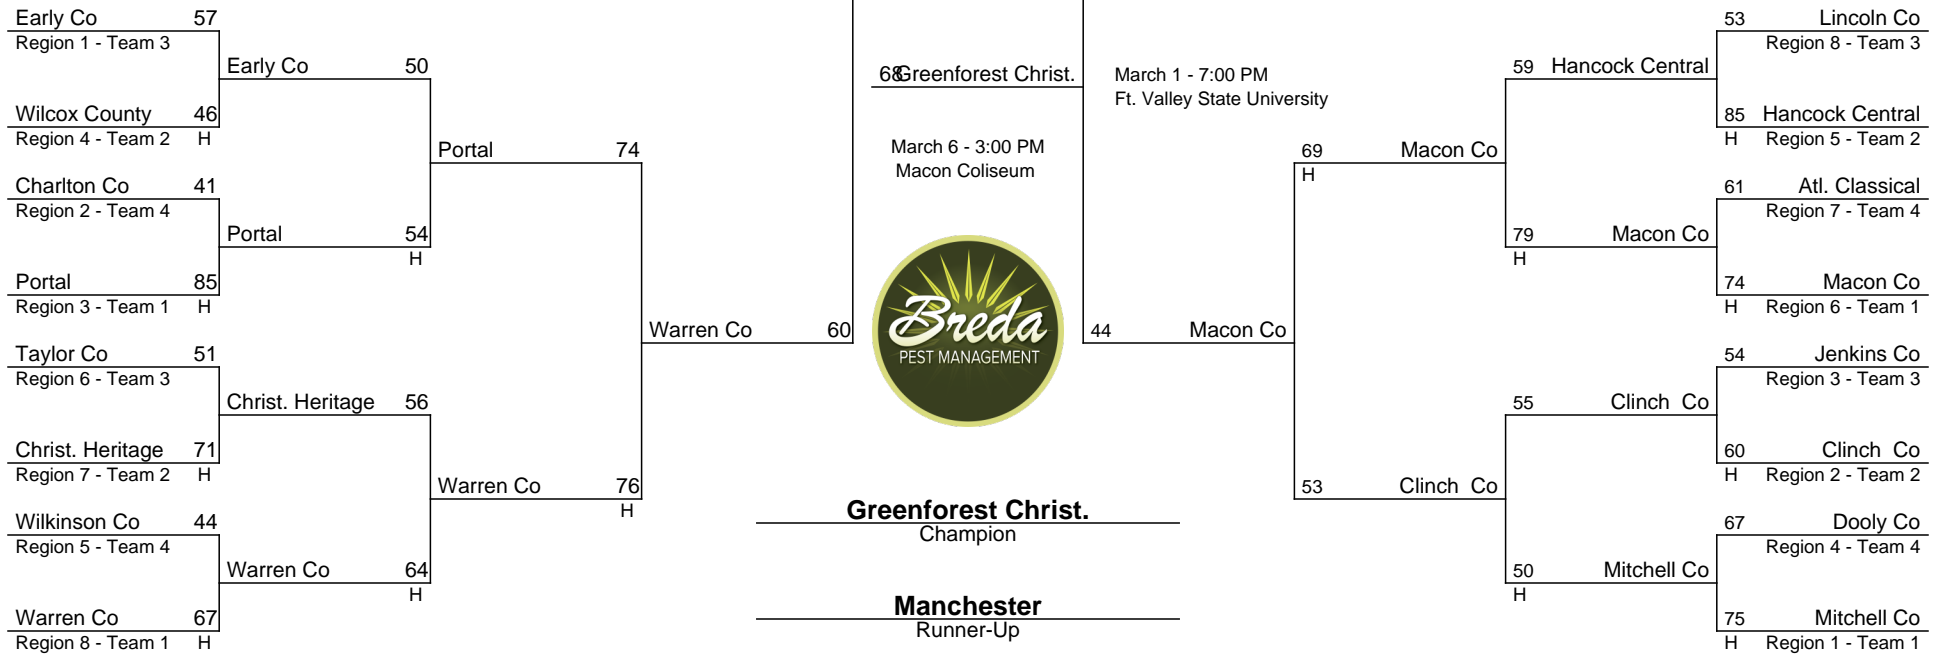 Early Co 57
Region 1 - Team 3
Early Co 50
Wilcox County 46
Region 4 - Team 2 H
Portal 74
Charlton Co 41
Region 2 - Team 4
Portal 54
H
Portal 85
Region 3 - Team 1 H
Warren Co 60
Taylor Co 51
Region 6 - Team 3
Christ. Heritage 56
Christ. Heritage 71
Region 7 - Team 2 H
Warren Co 76
H
Wilkinson Co 44
Region 5 - Team 4
Warren Co 64
H
Warren Co 67
Region 8 - Team 1 H
68 Greenforest Christ.
March 1 - 7:00 PM
Ft. Valley State University
March 6 - 3:00 PM
Macon Coliseum
Breda
PEST MANAGEMENT
Greenforest Christ.
Champion
Manchester
Runner-Up
53 Lincoln Co
Region 8 - Team 3
59 Hancock Central
85 Hancock Central
H Region 5 - Team 2
69 Macon Co
H
61 Atl. Classical
Region 7 - Team 4
79 Macon Co
H
74 Macon Co
H Region 6 - Team 1
44 Macon Co
54 Jenkins Co
Region 3 - Team 3
55 Clinch  Co
60 Clinch  Co
H Region 2 - Team 2
53 Clinch  Co
67 Dooly Co
Region 4 - Team 4
50 Mitchell Co
H
75 Mitchell Co
H Region 1 - Team 1